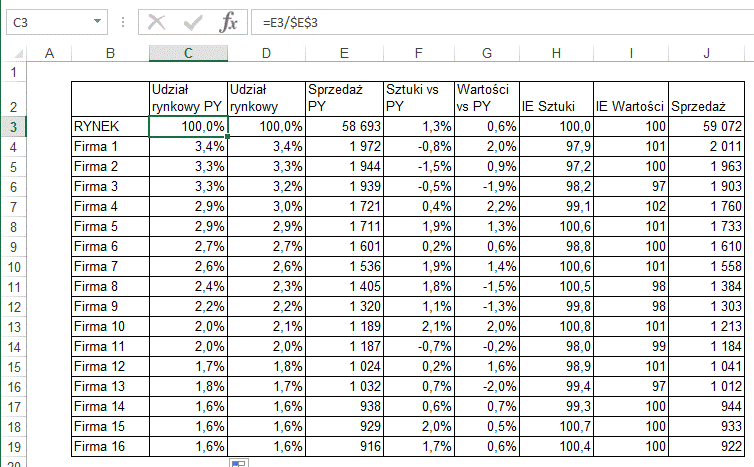 C3 fx =E3/$E$3
A B C D E F G H I J
1
Udział Udział Sprzedaż Sztuki vs Wartości
2 rynkowy PY rynkowy PY PY vs PY IE Sztuki IE Wartości Sprzedaż
3 RYNEK 100,0% 100,0% 58 693 1,3% 0,6% 100,0 100 59 072
4 Firma 1 3,4% 3,4% 1 972 -0,8% 2,0% 97,9 101 2 011
5 Firma 2 3,3% 3,3% 1 944 -1,5% 0,9% 97,2 100 1 963
6 Firma 3 3,3% 3,2% 1 939 -0,5% -1,9% 98,2 97 1 903
7 Firma 4 2,9% 3,0% 1 721 0,4% 2,2% 99,1 102 1 760
8 Firma 5 2,9% 2,9% 1 711 1,9% 1,3% 100,6 101 1 733
9 Firma 6 2,7% 2,7% 1 601 0,2% 0,6% 98,8 100 1 610
10 Firma 7 2,6% 2,6% 1 536 1,9% 1,4% 100,6 101 1 558
11 Firma 8 2,4% 2,3% 1 405 1,8% -1,5% 100,5 98 1 384
12 Firma 9 2,2% 2,2% 1 320 1,1% -1,3% 99,8 98 1 303
13 Firma 10 2,0% 2,1% 1 189 2,1% 2,0% 100,8 101 1 213
14 Firma 11 2,0% 2,0% 1 187 -0,7% -0,2% 98,0 99 1 184
15 Firma 12 1,7% 1,8% 1 024 0,2% 1,6% 98,9 101 1 041
16 Firma 13 1,8% 1,7% 1 032 0,7% -2,0% 99,4 97 1 012
17 Firma 14 1,6% 1,6% 938 0,6% 0,7% 99,3 100 944
18 Firma 15 1,6% 1,6% 929 2,0% 0,5% 100,7 100 933
19 Firma 16 1,6% 1,6% 916 1,7% 0,6% 100,4 100 922